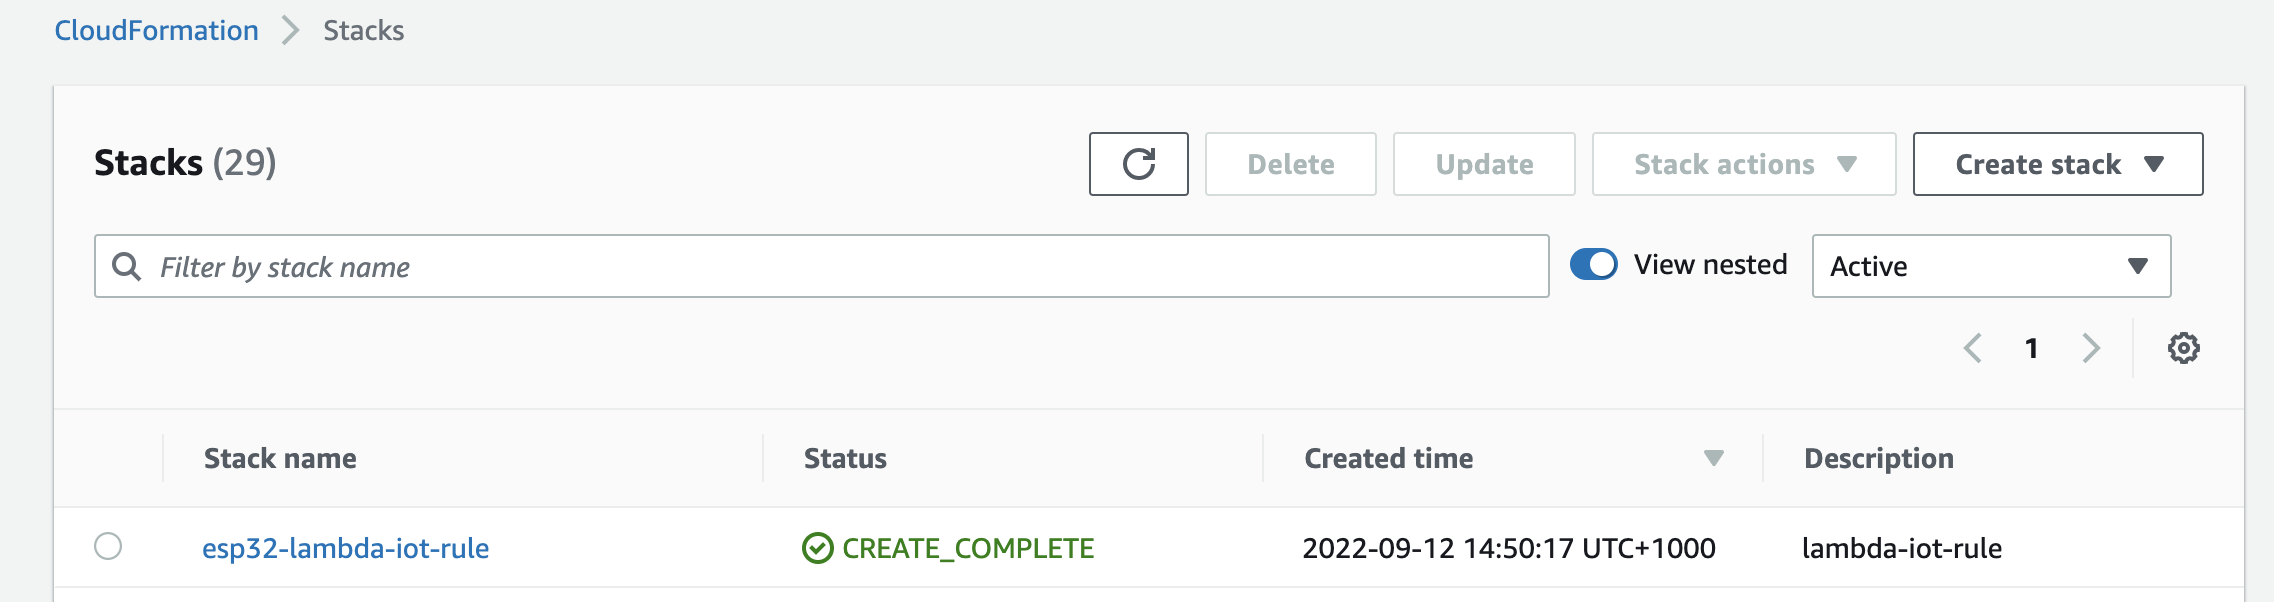 CloudFormation > Stacks
Stacks (29)
Delete
Update
Stack actions
Create stack
Filter by stack name
View nested
Active
1
Stack name
Status
Created time
Description
esp32-lambda-iot-rule
CREATE_COMPLETE
2022-09-12 14:50:17 UTC+1000
lambda-iot-rule